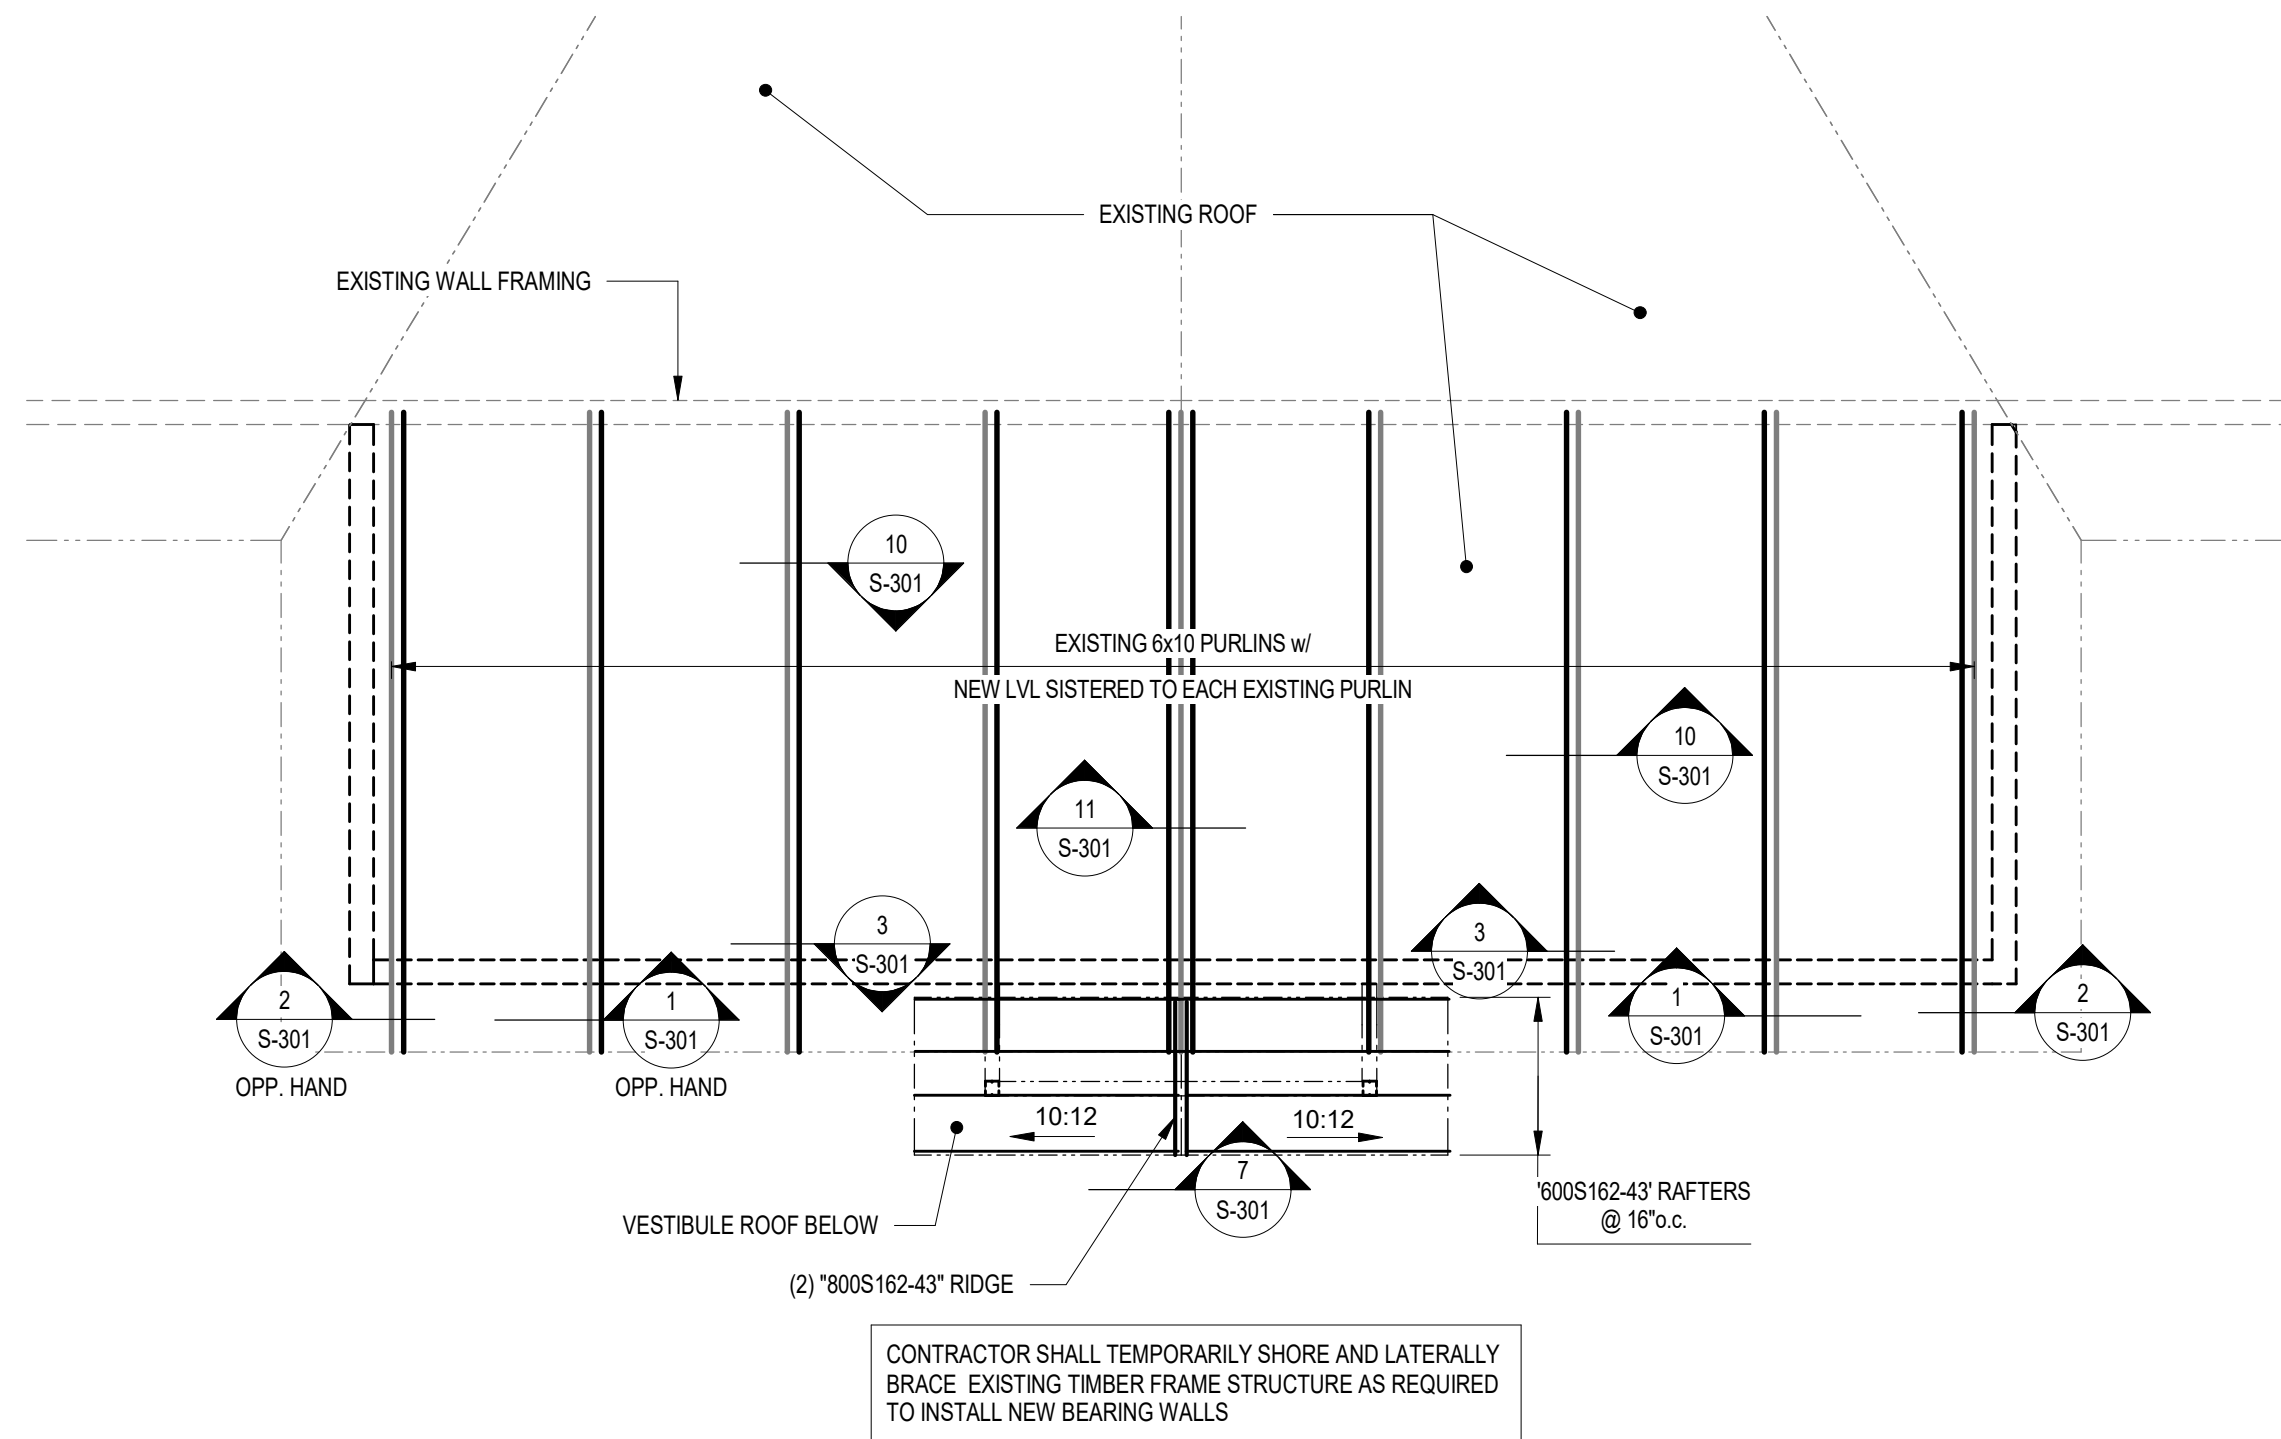 EXISTING ROOF
EXISTING WALL FRAMING
10
S-301
EXISTING 6x10 PURLINS w/
NEW LVL SISTERED TO EACH EXISTING PURLIN
10
S-301
11
S-301
3
S-301
3
S-301
2
S-301
OPP. HAND
1
S-301
OPP. HAND
1
S-301
2
S-301
10:12
10:12
7
S-301
'600S162-43' RAFTERS
@ 16"o.c.
VESTIBULE ROOF BELOW
(2) "800S162-43" RIDGE
CONTRACTOR SHALL TEMPORARILY SHORE AND LATERALLY
BRACE EXISTING TIMBER FRAME STRUCTURE AS REQUIRED
TO INSTALL NEW BEARING WALLS